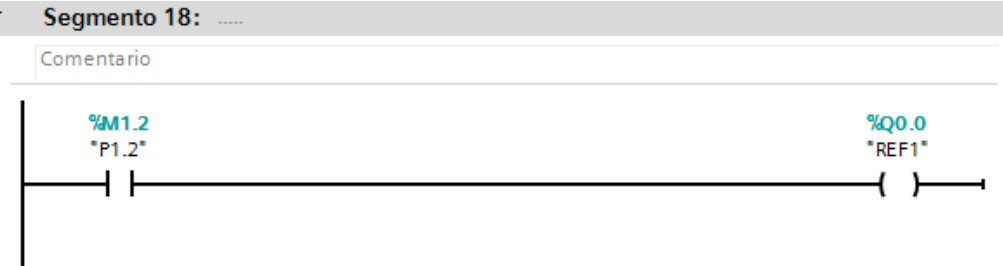 Segmento 18: .....
Comentario
%M1.2
"P1.2"
%Q0.0
"REF1"